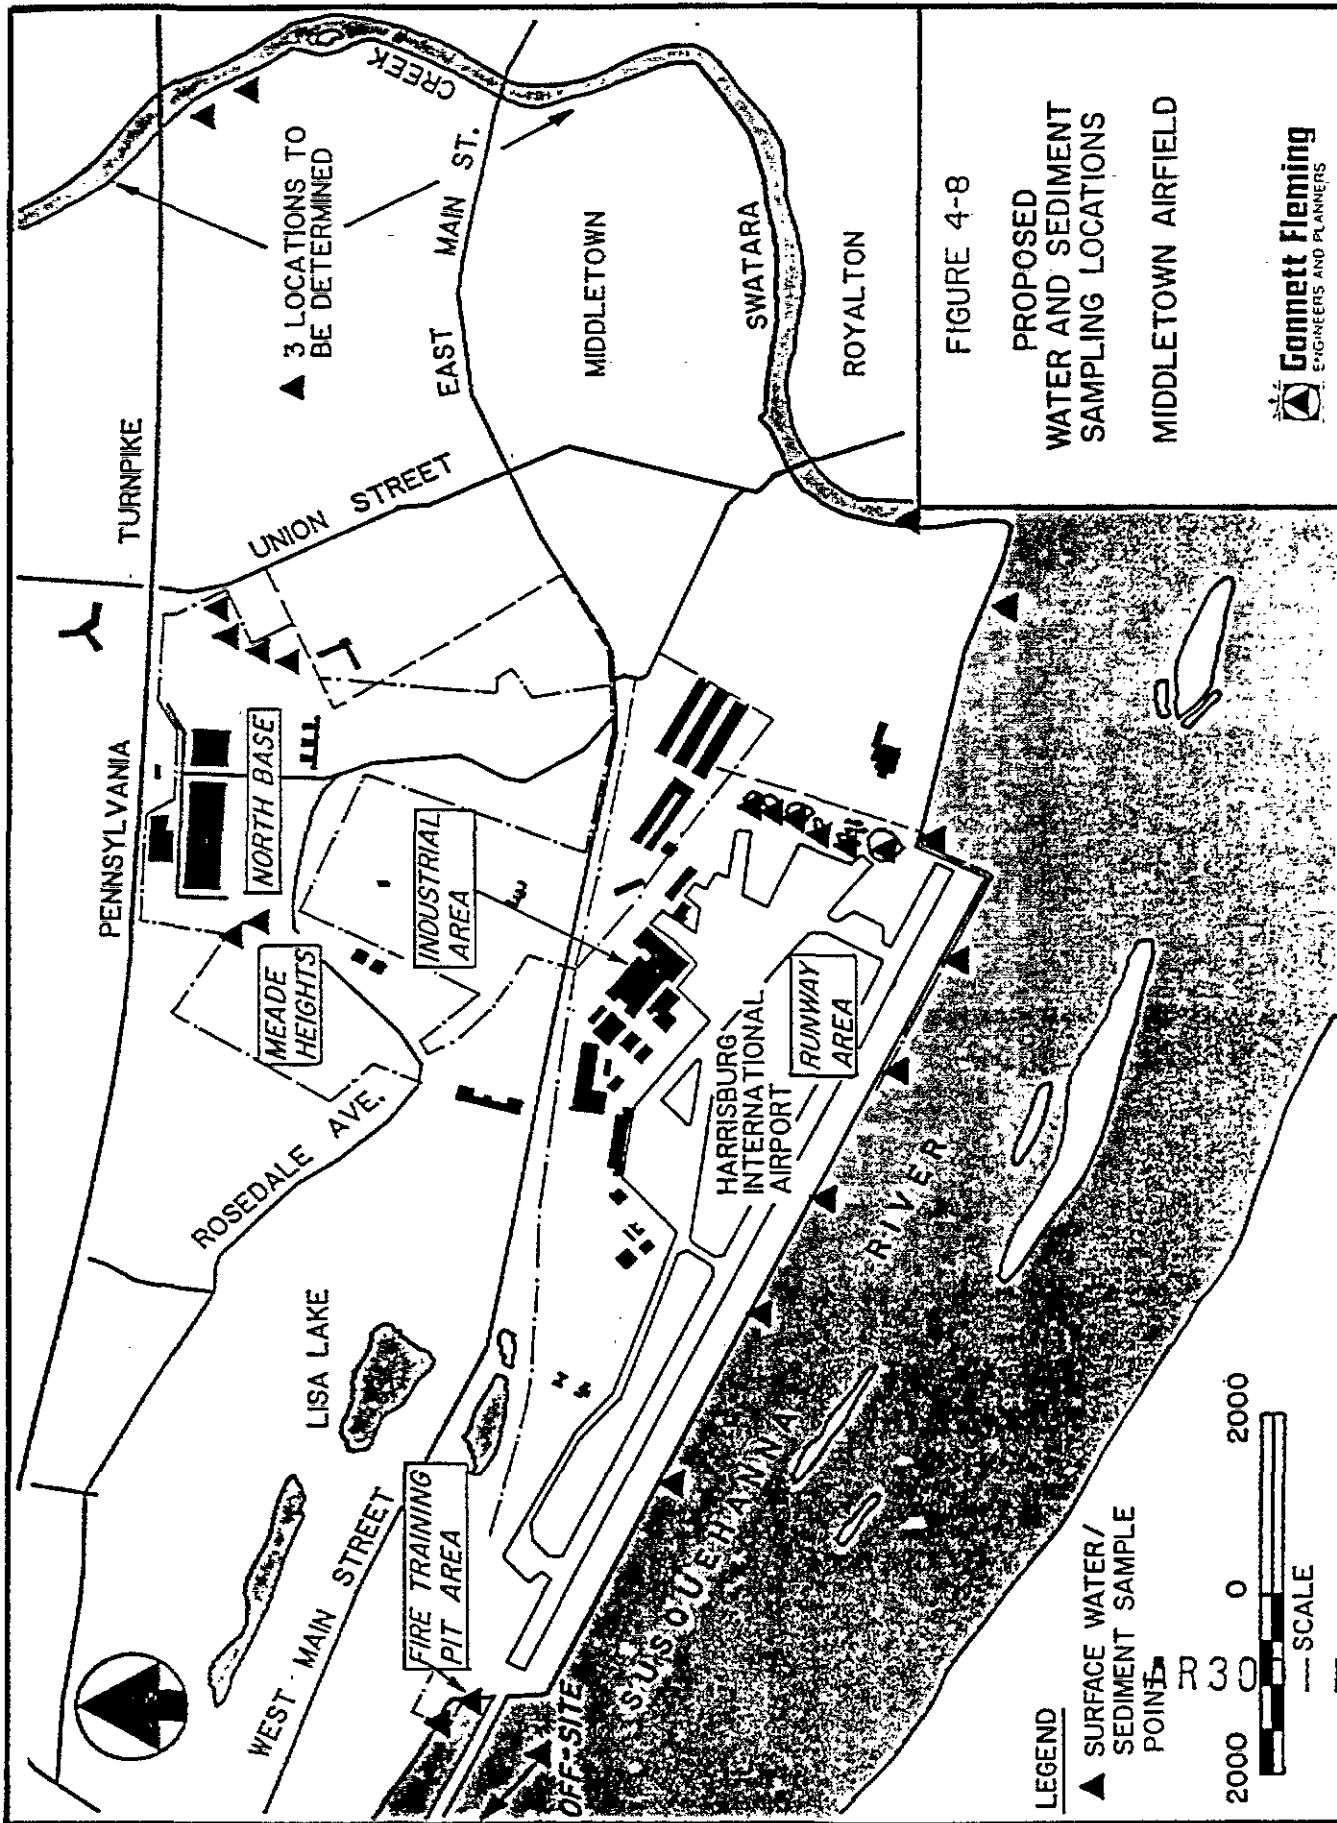 PENNSYLVANIA
TURNPIKE
3 LOCATIONS TO
BE DETERMINED
CREEK
UNION STREET
EAST
MAIN
ST.
MIDDLETOWN
SWATARA
ROYALTON
NORTH BASE
MEADE
HEIGHTS
INDUSTRIAL
AREA
ROSEDALE AVE.
LISA LAKE
WEST MAIN STREET
FIRE TRAINING
PIT AREA
HARRISBURG
INTERNATIONAL
AIRPORT
RUNWAY
AREA
OFF-SITE
SUSQUEHANNA
RIVER
LEGEND
SURFACE WATER/
SEDIMENT SAMPLE
POINT
AR30
2000
0
2000
SCALE
FIGURE 4-8
PROPOSED
WATER AND SEDIMENT
SAMPLING LOCATIONS
MIDDLETOWN AIRFIELD
Gannett Fleming
ENGINEERS AND PLANNERS